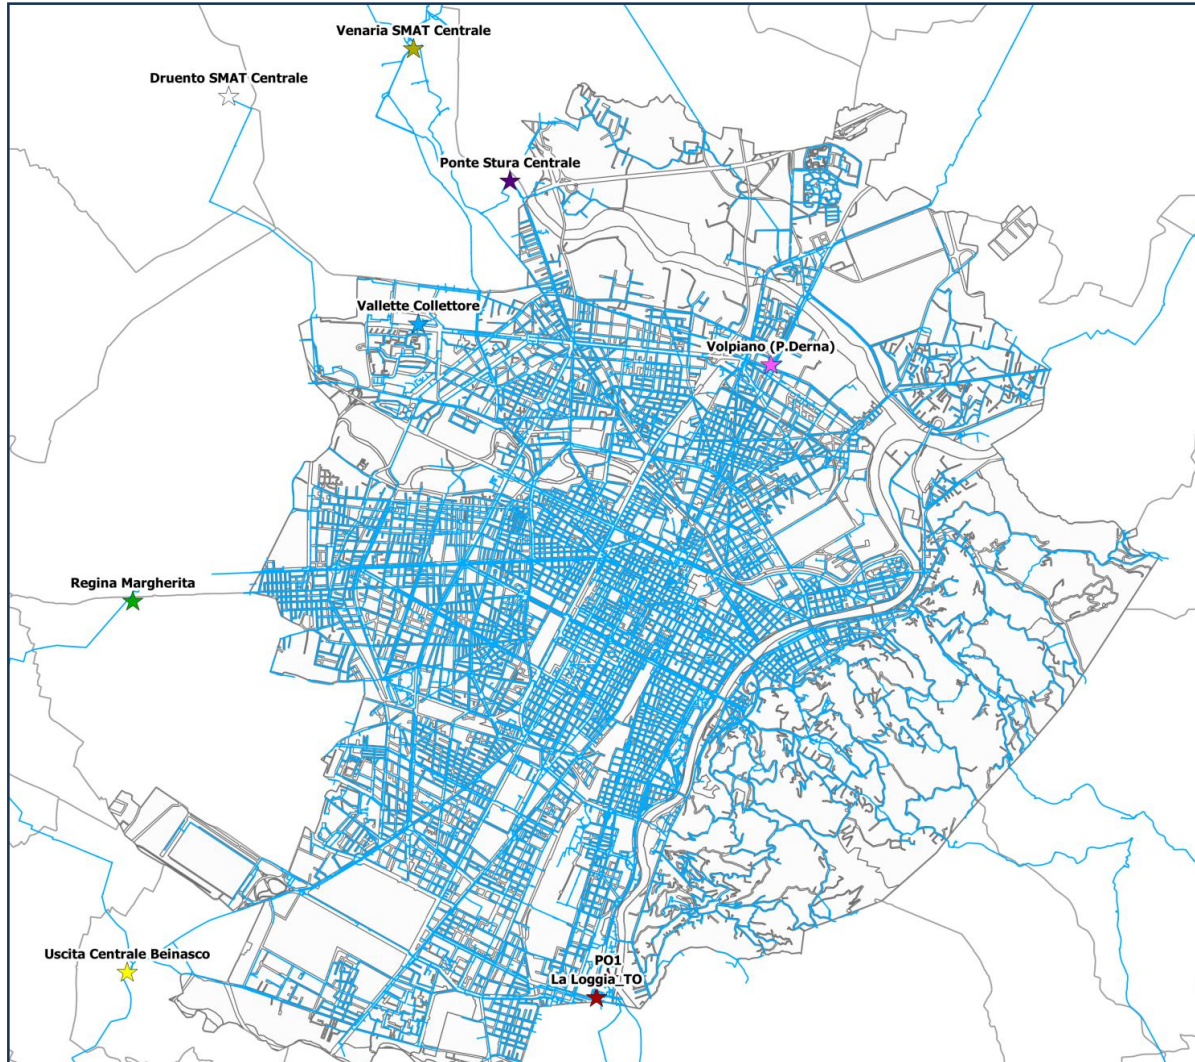 Venaria SMAT Centrale
Druento SMAT Centrale
Ponte Stura Centrale
Vallette Collettore
Volpiano (P.Derna)
Regina Margherita
Uscita Centrale Beinasco
PO1
La Loggia_TO